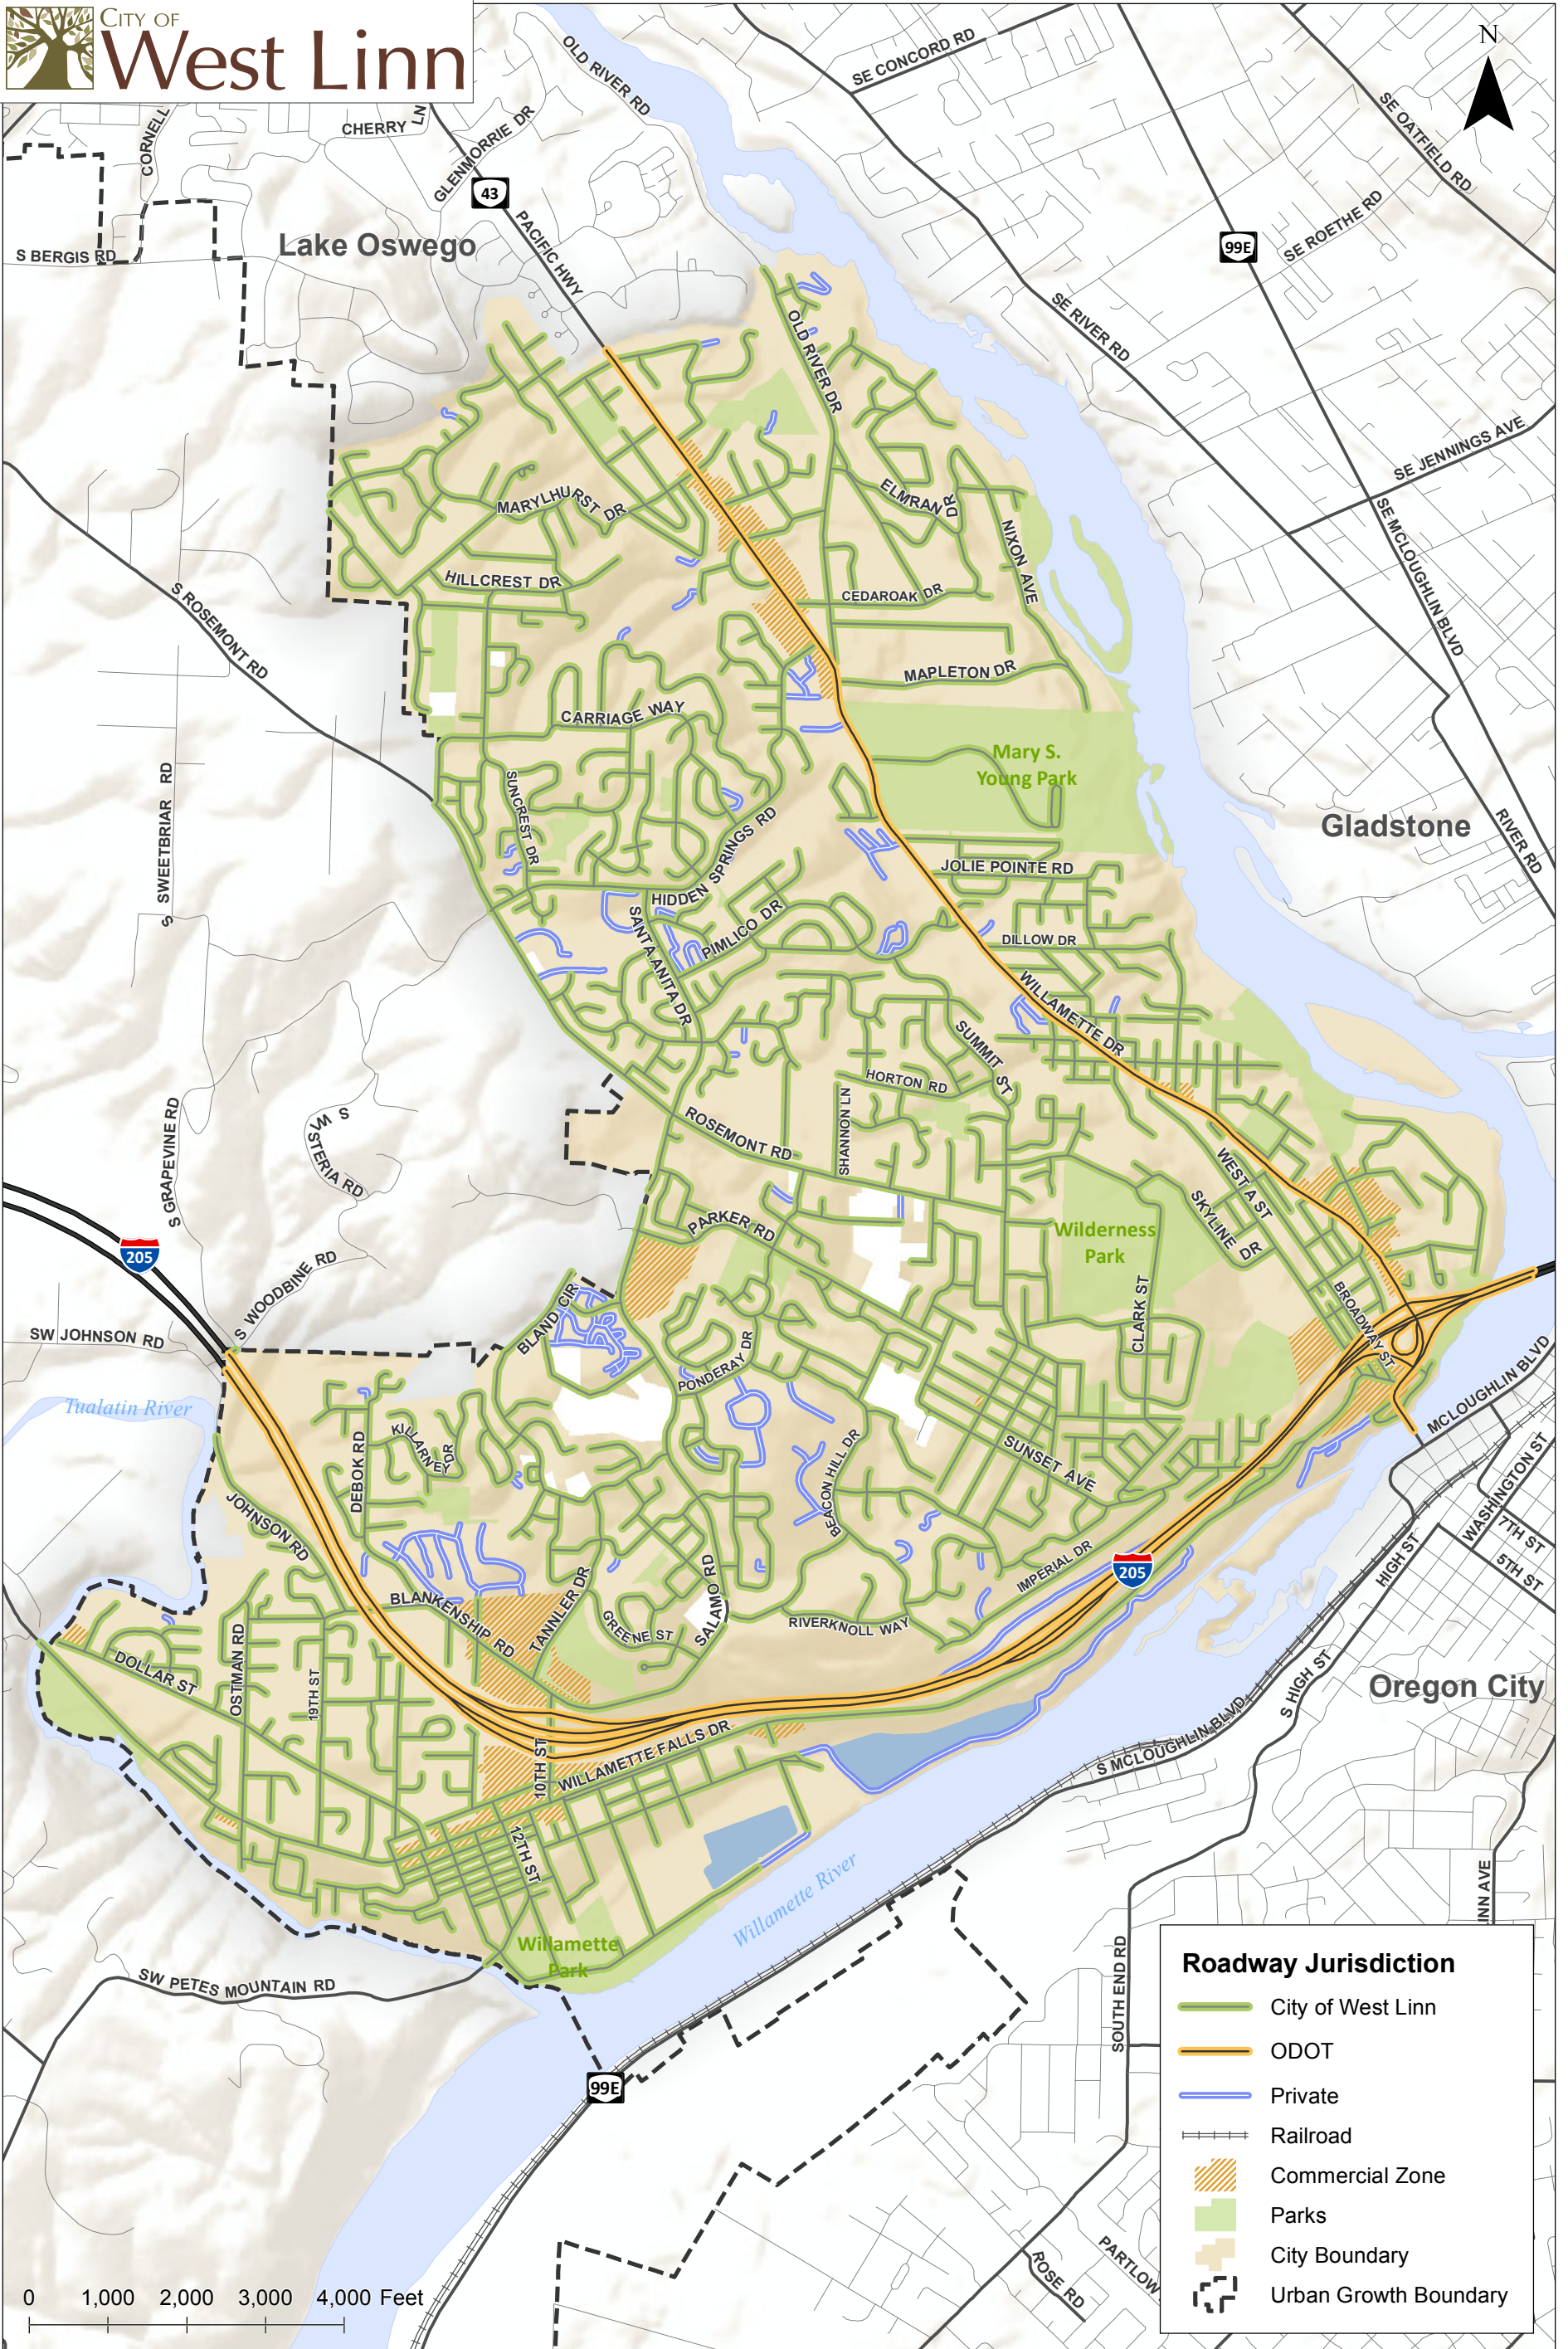 CITY OF
West Linn
N
OLD RIVER RD
SE CONCORD RD
SE OATFIELD RD
CORNELL
CHERRY LN
GLENMORRIE DR
43
PACIFIC HWY
Lake Oswego
S BERGIS RD
99E
SE ROETHE RD
SE RIVER RD
OLD RIVER DR
SE JENNINGS AVE
MARYLHURST DR
ELMRAN DR
NIXON AVE
SE MCLOUGHLIN BLVD
HILLCREST DR
CEDAROAK DR
S ROSEMONT RD
MAPLETON DR
CARRIAGE WAY
Mary S.
Young Park
S SWEETBRIAR RD
SUNCREST DR
HIDDEN SPRINGS RD
Gladstone
RIVER RD
JOLIE POINTE RD
SANTA ANITA DR
PIMLICO DR
DILLOW DR
WILLAMETTE DR
SUMMIT ST
HORTON RD
SHANNON LN
S WISTERIA RD
S GRAPEVINE RD
ROSEMONT RD
WEST A ST
SKYLINE DR
PARKER RD
Wilderness
Park
205
S WOODBINE RD
SW JOHNSON RD
BLAND CIR
CLARK ST
BROADWAY ST
PONDERAY DR
Tualatin River
MCLOUGHLIN BLVD
KILLARNEY DR
DEBOK RD
BEACON HILL DR
SUNSET AVE
WASHINGTON ST
JOHNSON RD
7TH ST
5TH ST
HIGH ST
IMPERIAL DR
205
BLANKENSHIP RD
TANNLER DR
GREENE ST
SALAMO RD
RIVERKNOLL WAY
DOLLAR ST
OSTMAN RD
19TH ST
S HIGH ST
Oregon City
WILLAMETTE FALLS DR
10TH ST
S MCLOUGHLIN BLVD
12TH ST
Willamette River
LINN AVE
Willamette
Park
SOUTH END RD
SW PETES MOUNTAIN RD
99E
Roadway Jurisdiction
City of West Linn
ODOT
Private
Railroad
Commercial Zone
Parks
City Boundary
Urban Growth Boundary
ROSE RD
PARTLOW
0 1,000 2,000 3,000 4,000 Feet